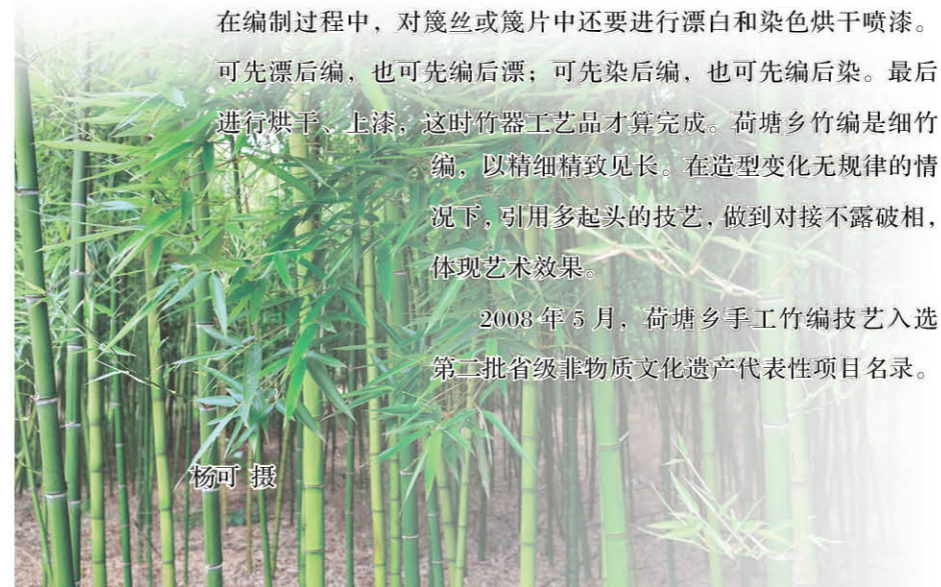 在编制过程中，对篾丝或篾片中还要进行漂白和染色烘干喷漆。
可先漂后编，也可先编后漂；可先染后编，也可先编后染。最后
进行烘干、上漆，这时竹器工艺品才算完成。荷塘乡竹编是细竹
编，以精细精致见长。在造型变化无规律的情
况下，引用多起头的技艺，做到对接不露破相，
体现艺术效果。
2008年5月，荷塘乡手工竹编技艺入选
第二批省级非物质文化遗产代表性项目名录。
杨可 摄